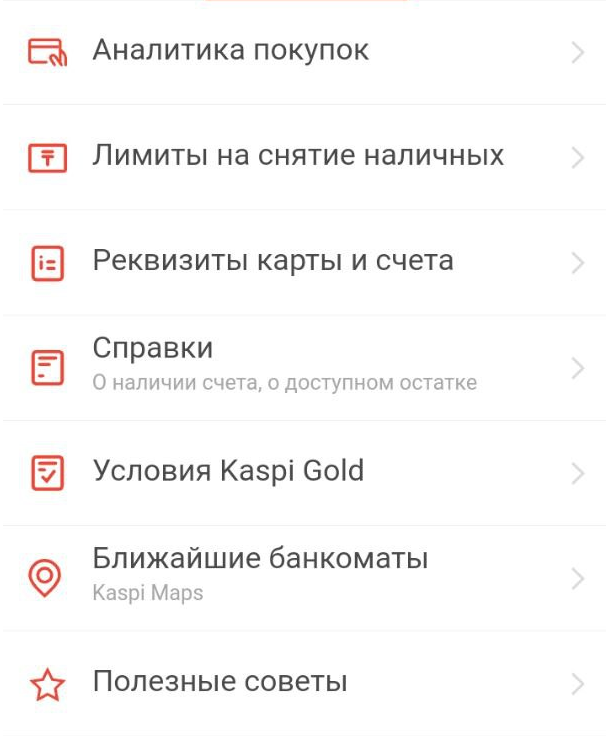 Аналитика покупок
Лимиты на снятие наличных
Реквизиты карты и счета
Справки
О наличии счета, о доступном остатке
Условия Kaspi Gold
Ближайшие банкоматы
Kaspi Maps
Полезные советы